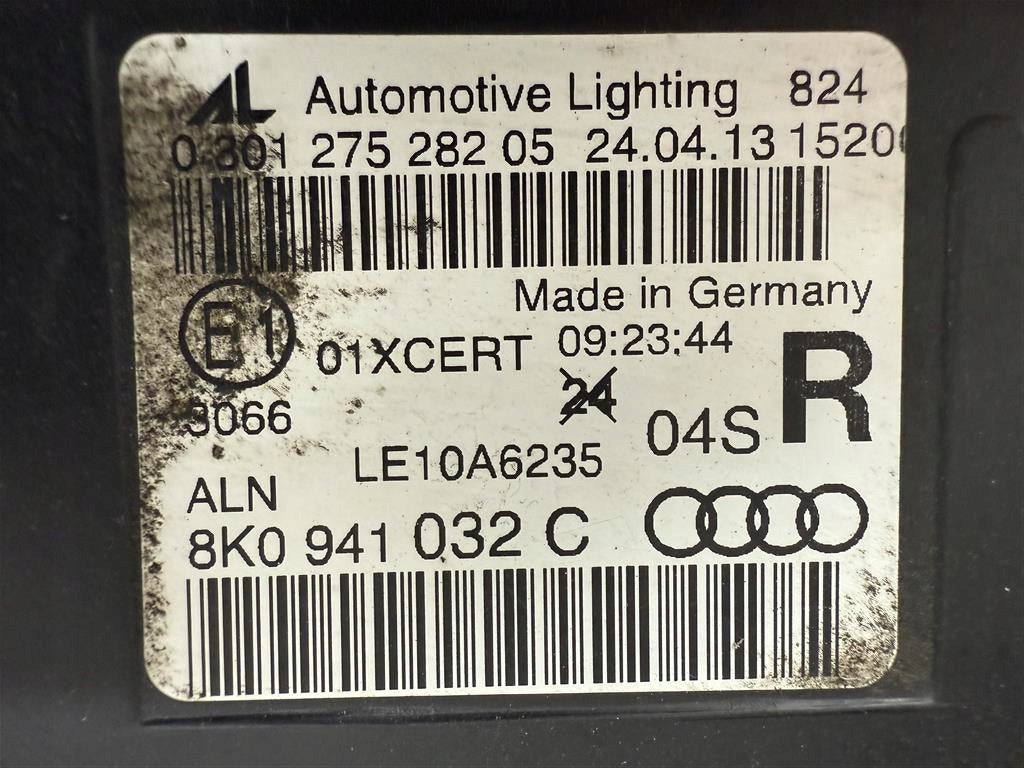 AL Automotive Lighting 824
0 301 275 282 05 24.04.13 1520
Made in Germany
E1 01XCERT 09:23:44
24
3066
04S R
LE10A6235
ALN
8K0 941 032 C